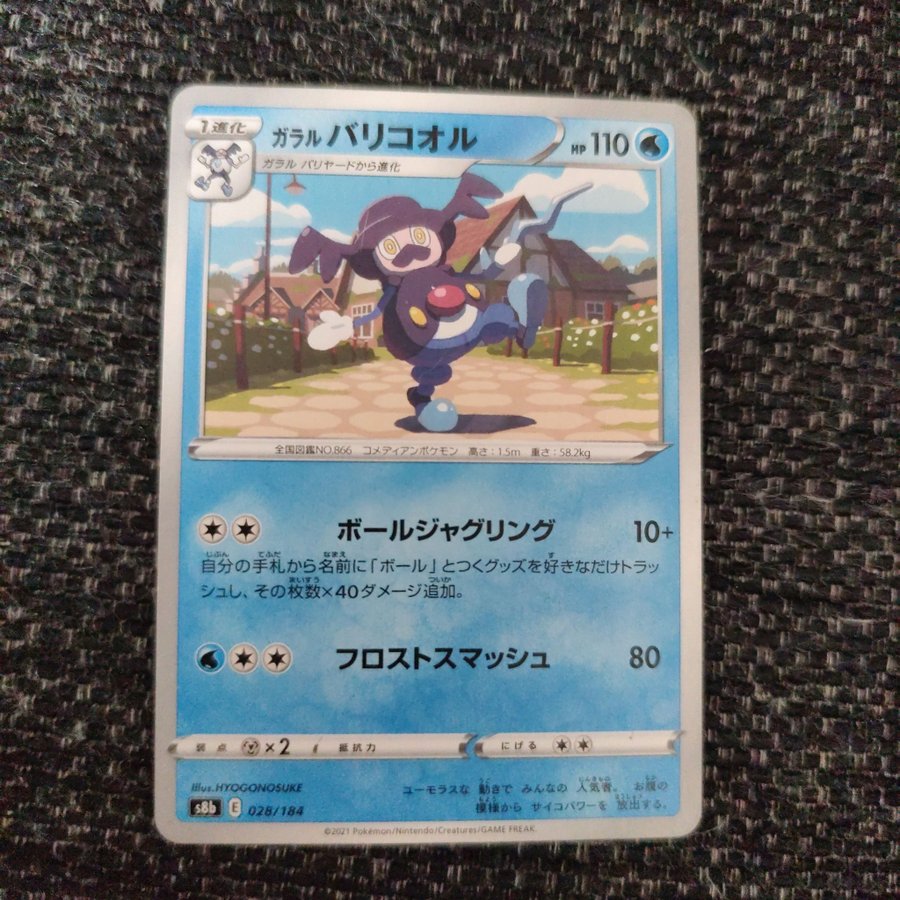 1進化
ガラル バリコオル HP 110
ガラル バリヤードから進化
全国図鑑NO.866 コメディアンポケモン 高さ:1.5m 重さ:58.2kg
ボールジャグリング 10+
自分の手札から名前に「ボール」とつくグッズを好きなだけトラッ
シュし、その枚数×40ダメージ追加。
フロストスマッシュ 80
弱点 ×2 抵抗力 にげる
Illus.HYOGONOSUKE
ユーモラスな 動きで みんなの 人気者。 お腹の
模様から サイコパワーを 放出する。
s8b E 028/184
©2021 Pokémon/Nintendo/Creatures/GAME FREAK.